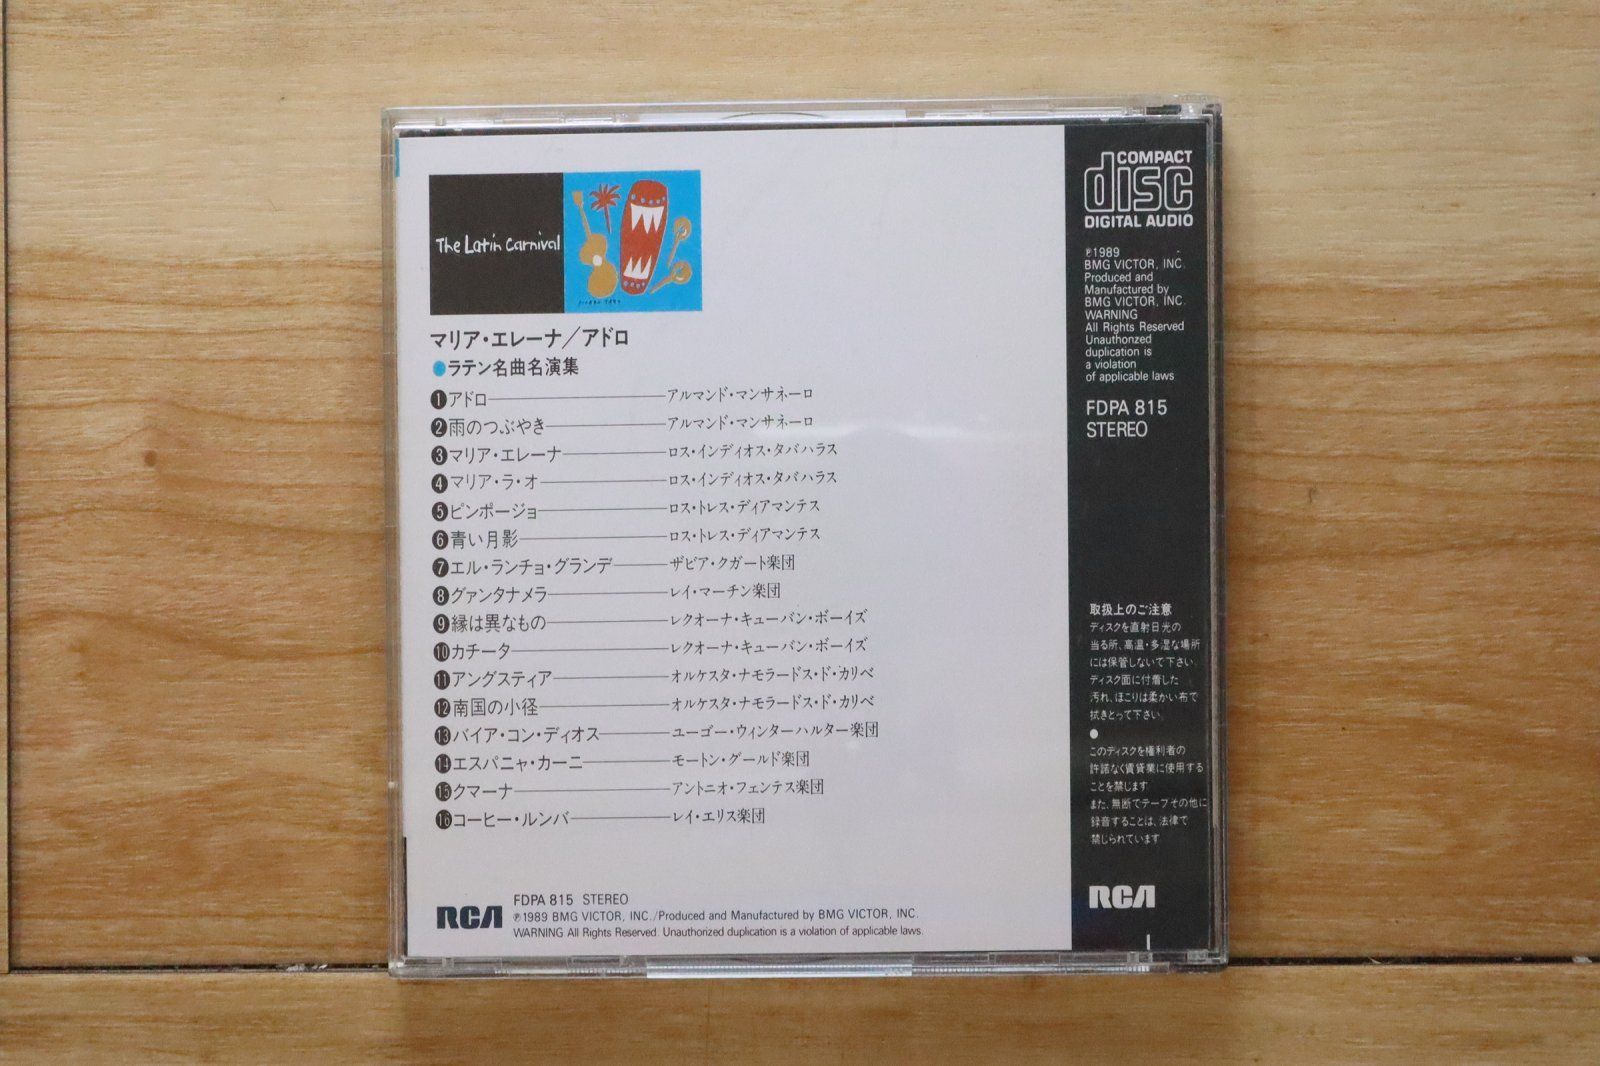 The Latin Carnival
マリア・エレーナ／アドロ
●ラテン名曲名演集
❶アドロ――アルマンド・マンサネーロ
❷雨のつぶやき――アルマンド・マンサネーロ
❸マリア・エレーナ――ロス・インディオス・タバハラス
❹マリア・ラ・オ――ロス・インディオス・タバハラス
❺ピンポージョ――ロス・トレス・ディアマンテス
❻青い月影――ロス・トレス・ディアマンテス
❼エル・ランチョ・グランデ――ザビア・クガート楽団
❽グァンタナメラ――レイ・マーチン楽団
❾縁は異なもの――レクオーナ・キューバン・ボーイズ
❿カチータ――レクオーナ・キューバン・ボーイズ
⓫アングスティア――オルケスタ・ナモラードス・ド・カリベ
⓬南国の小径――オルケスタ・ナモラードス・ド・カリベ
⓭バイア・コン・ディオス――ユーゴー・ウィンターハルター楽団
⓮エスパニャ・カーニ――モートン・グールド楽団
⓯クマーナ――アントニオ・フェンテス楽団
⓰コーヒー・ルンバ――レイ・エリス楽団
RCA
FDPA 815 STEREO
℗1989 BMG VICTOR, INC./Produced and Manufactured by BMG VICTOR, INC.
WARNING All Rights Reserved. Unauthorized duplication is a violation of applicable laws.
COMPACT
disc
DIGITAL AUDIO
℗1989
BMG VICTOR, INC.
Produced and
Manufactured by
BMG VICTOR, INC.
WARNING
All Rights Reserved
Unauthorized
duplication is
a violation
of applicable laws
FDPA 815
STEREO
取扱上のご注意
ディスクを直射日光の
当る所、高温・多湿な場所
には保管しないで下さい。
ディスク面に付着した
汚れ、ほこりは柔かい布で
拭きとって下さい。
●
このディスクを権利者の
許諾なく賃貸業に使用する
ことを禁じます
また、無断でテープその他に
録音することは、法律で
禁じられています
RCA